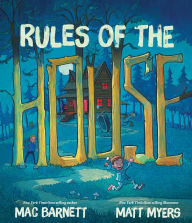 RULES OF THE
HOUSE
New York Times bestselling author
MAC BARNETT
New York Times bestselling illustrator
MATT MYERS